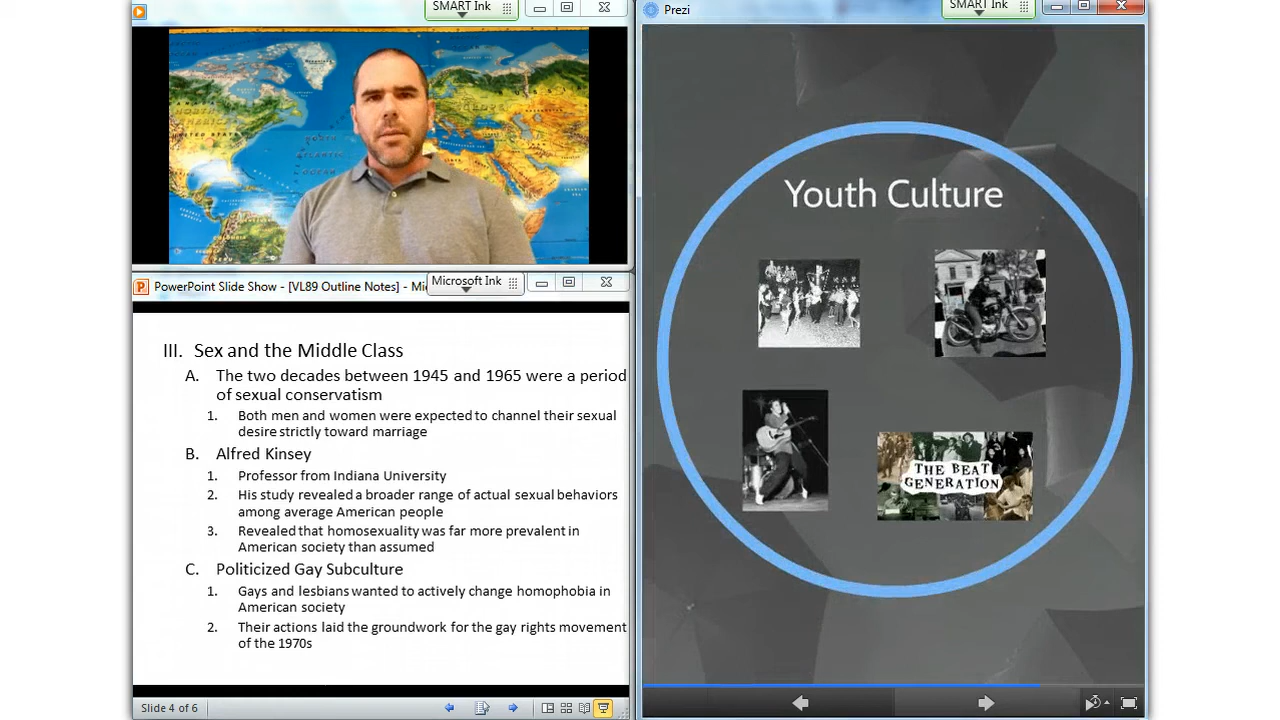 SMART Ink
PowerPoint Slide Show - [VL89 Outline Notes] - Mi
Microsoft Ink
III. Sex and the Middle Class
A. The two decades between 1945 and 1965 were a period
of sexual conservatism
1. Both men and women were expected to channel their sexual
desire strictly toward marriage
B. Alfred Kinsey
1. Professor from Indiana University
2. His study revealed a broader range of actual sexual behaviors
among average American people
3. Revealed that homosexuality was far more prevalent in
American society than assumed
C. Politicized Gay Subculture
1. Gays and lesbians wanted to actively change homophobia in
American society
2. Their actions laid the groundwork for the gay rights movement
of the 1970s
Slide 4 of 6
Prezi
SMART Ink
Youth Culture
THE BEAT
GENERATION